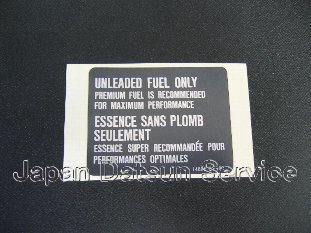 UNLEADED FUEL ONLY
PREMIUM FUEL IS RECOMMENDED
FOR MAXIMUM PERFORMANCE
ESSENCE SANS PLOMB
SEULEMENT
ESSENCE SUPER RECOMMANDÉE POUR
PERFORMANCES OPTIMALES
Japan Datsun Service